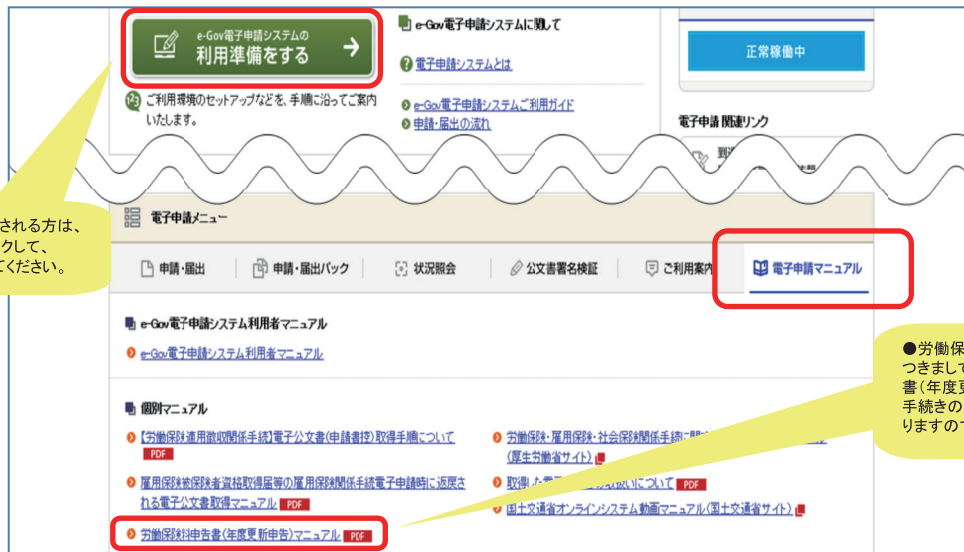 e-Gov電子申請システムの
利用準備をする
ご利用環境のセットアップなどを、手順に沿ってご案内
いたします。
e-Gov電子申請システムに関して
電子申請システムとは
e-Gov電子申請システムご利用ガイド
申請・届出の流れ
正常稼働中
電子申請関連リンク
される方は、
クして、
てください。
電子申請メニュー
申請・届出
申請・届出パック
状況照会
公文書署名検証
ご利用案内
電子申請マニュアル
e-Gov電子申請システム利用者マニュアル
e-Gov電子申請システム利用者マニュアル
個別マニュアル
【労働保険適用徴収関係手続】電子公文書(申請書控)取得手順について
PDF
雇用保険被保険者資格取得届等の雇用保険関係手続電子申請時に返戻さ
れる電子公文書取得マニュアル PDF
労働保険料申告書(年度更新申告)マニュアル PDF
労働保険・雇用保険・社会保険関係手続に
(厚生労働省サイト)
取得した電 取扱いについて PDF
国土交通省オンラインシステム動画マニュアル(国土交通省サイト)
●労働保
つきまして
書(年度更
手続きの
りますので